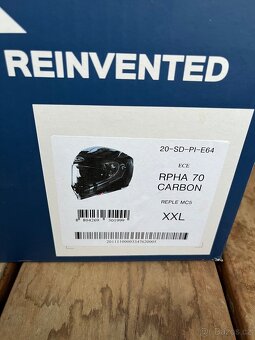 REINVENTED
20-SD-PI-E64
ECE
RPHA 70
CARBON
REPLE MC5
XXL